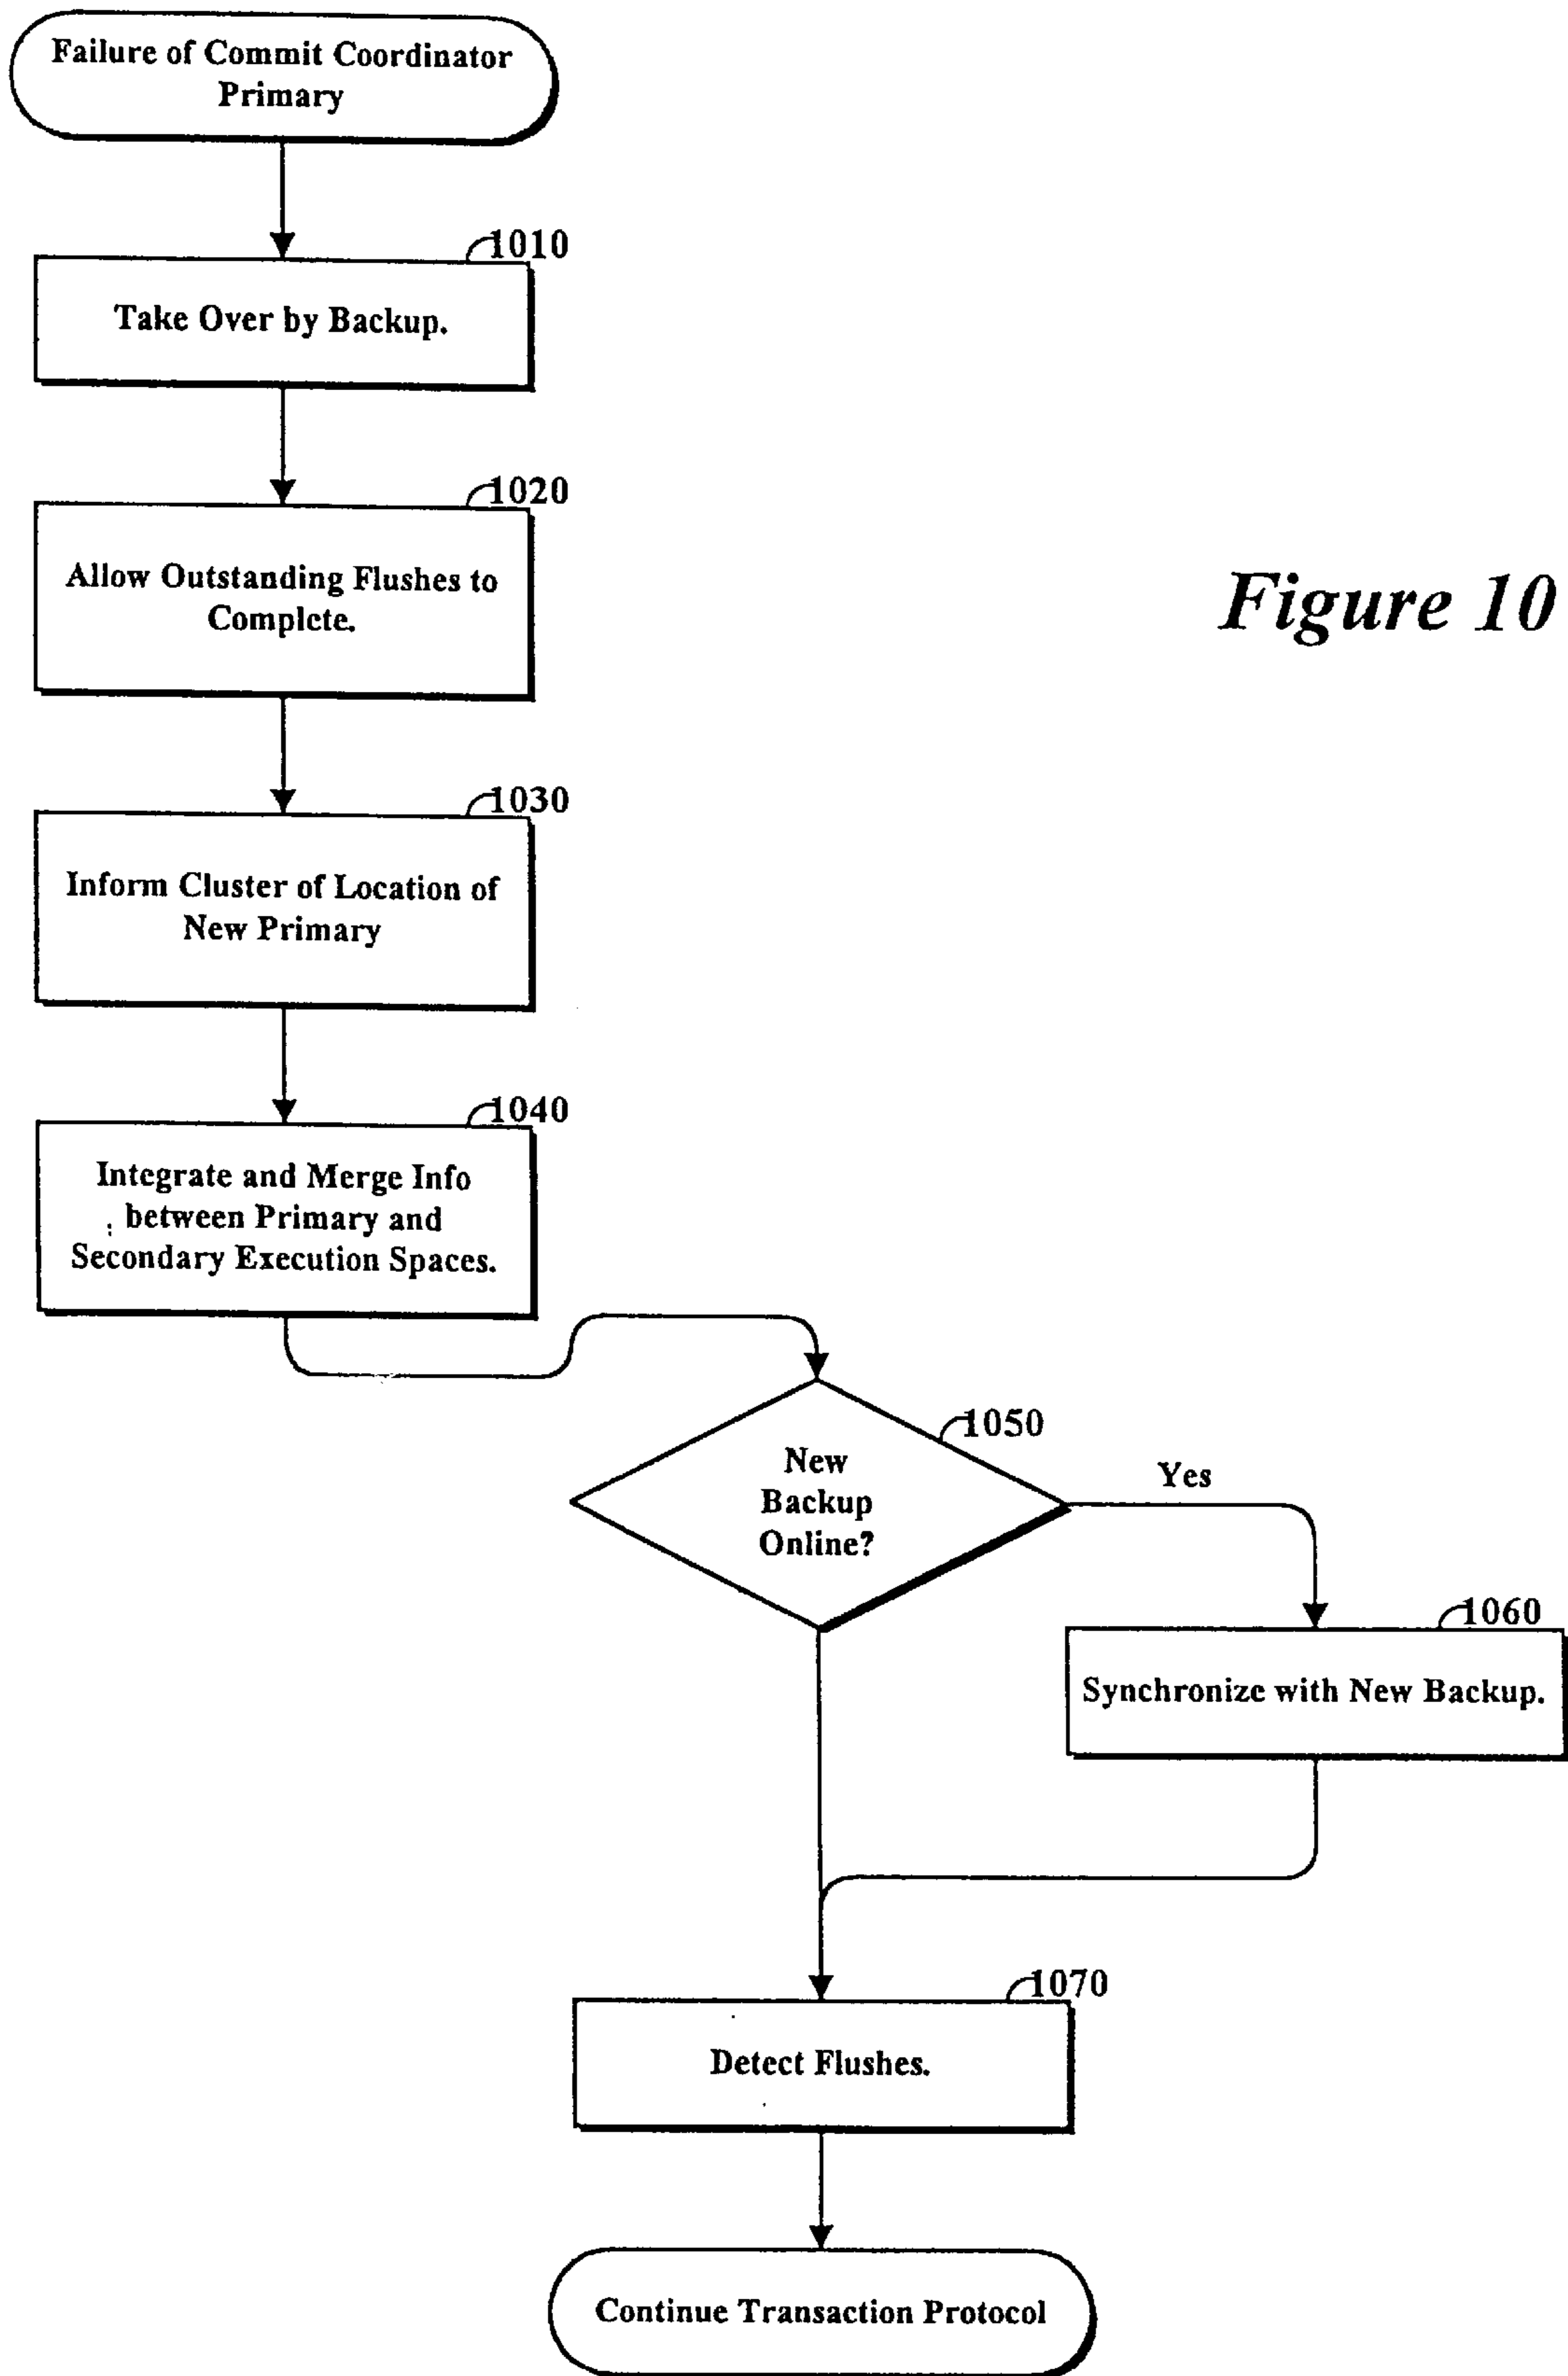 Failure of Commit Coordinator
Primary
1010
Take Over by Backup.
1020
Allow Outstanding Flushes to
Complete.
Figure 10
1030
Inform Cluster of Location of
New Primary
1040
Integrate and Merge Info
between Primary and
Secondary Execution Spaces.
1050
New
Backup
Online?
Yes
1060
Synchronize with New Backup.
1070
Detect Flushes.
Continue Transaction Protocol